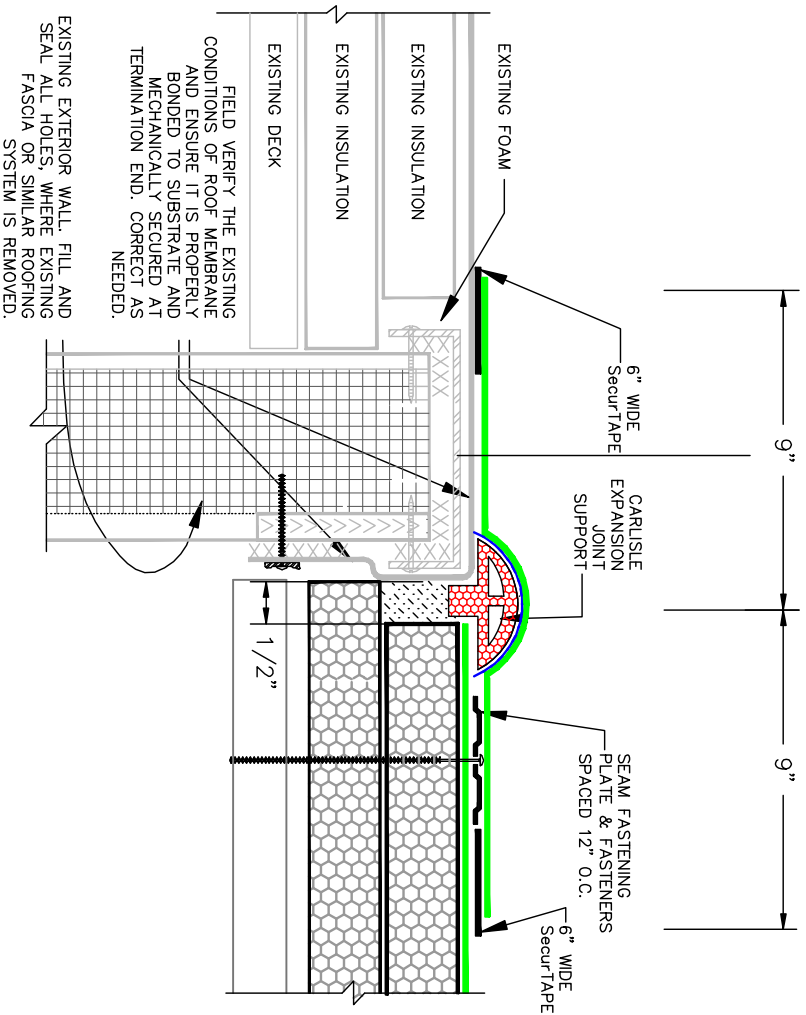 9"
9"
6" WIDE
SecurTAPE
CARLISLE
EXPANSION
JOINT
SUPPORT
SEAM FASTENING
PLATE & FASTENERS
SPACED 12" O.C.
6" WIDE
SecurTAPE
EXISTING FOAM
EXISTING INSULATION
EXISTING INSULATION
EXISTING DECK
1/2"
FIELD VERIFY THE EXISTING
CONDITIONS OF ROOF MEMBRANE
AND ENSURE IT IS PROPERLY
BONDED TO SUBSTRATE AND
MECHANICALLY SECURED AT
TERMINATION END. CORRECT AS
NEEDED.
EXISTING EXTERIOR WALL. FILL AND
SEAL ALL HOLES, WHERE EXISTING
FASCIA OR SIMILAR ROOFING
SYSTEM IS REMOVED.